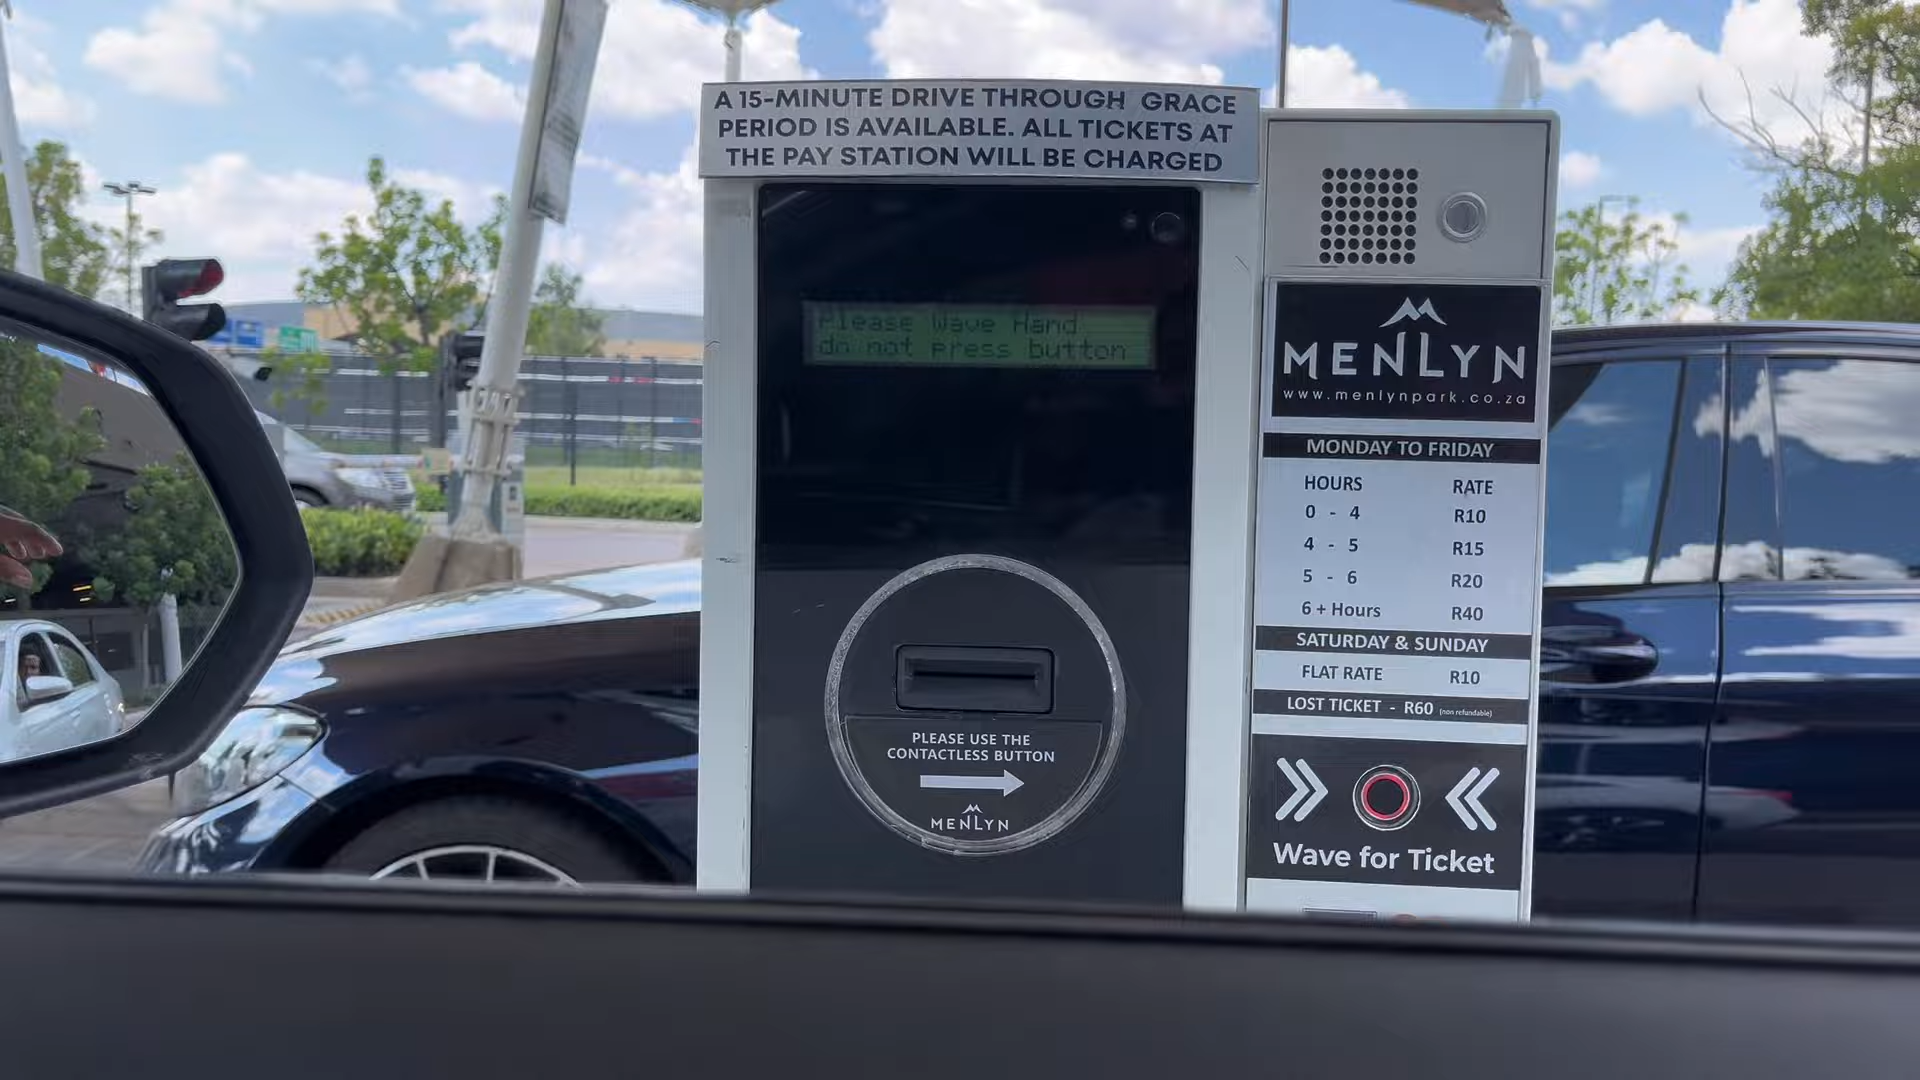 A 15-MINUTE DRIVE THROUGH GRACE
PERIOD IS AVAILABLE. ALL TICKETS AT
THE PAY STATION WILL BE CHARGED
Please Wave Hand
do not press button
PLEASE USE THE
CONTACTLESS BUTTON
MENLYN
MENLYN
www.menlynpark.co.za
MONDAY TO FRIDAY
HOURS RATE
0 - 4 R10
4 - 5 R15
5 - 6 R20
6 + Hours R40
SATURDAY & SUNDAY
FLAT RATE R10
LOST TICKET - R60 (non refundable)
Wave for Ticket